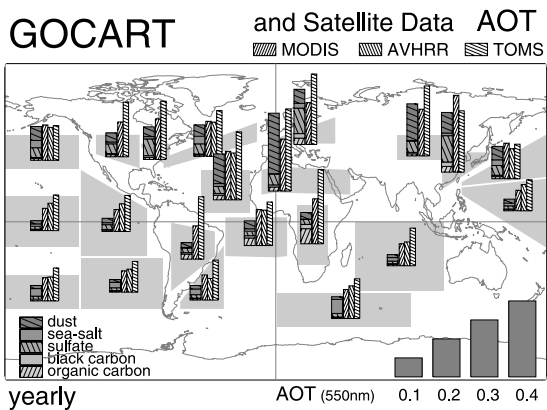 GOCART and Satellite Data AOT
MODIS AVHRR TOMS
dust
sea-salt
sulfate
black carbon
organic carbon
yearly AOT (550nm) 0.1 0.2 0.3 0.4